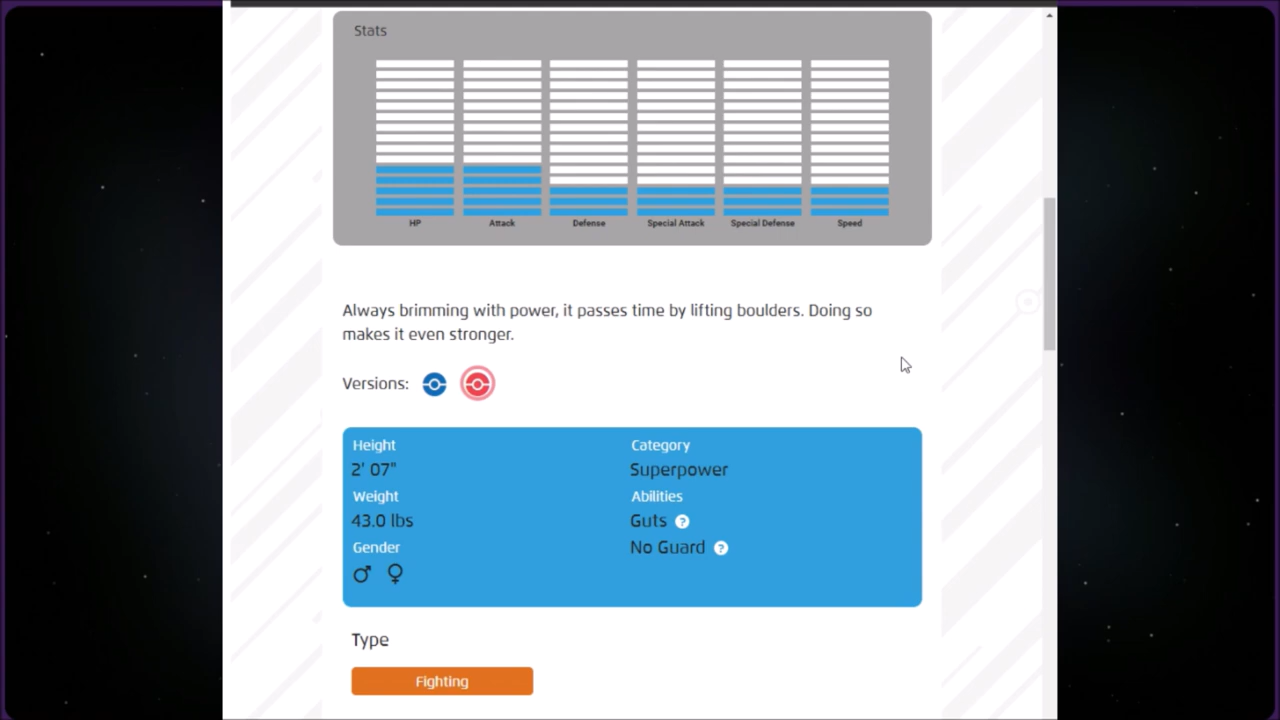 Stats
HP Attack Defense Special Attack Special Defense Speed
Always brimming with power, it passes time by lifting boulders. Doing so
makes it even stronger.
Versions:
Height
2' 07"
Weight
43.0 lbs
Gender
♂ ♀
Category
Superpower
Abilities
Guts ?
No Guard ?
Type
Fighting